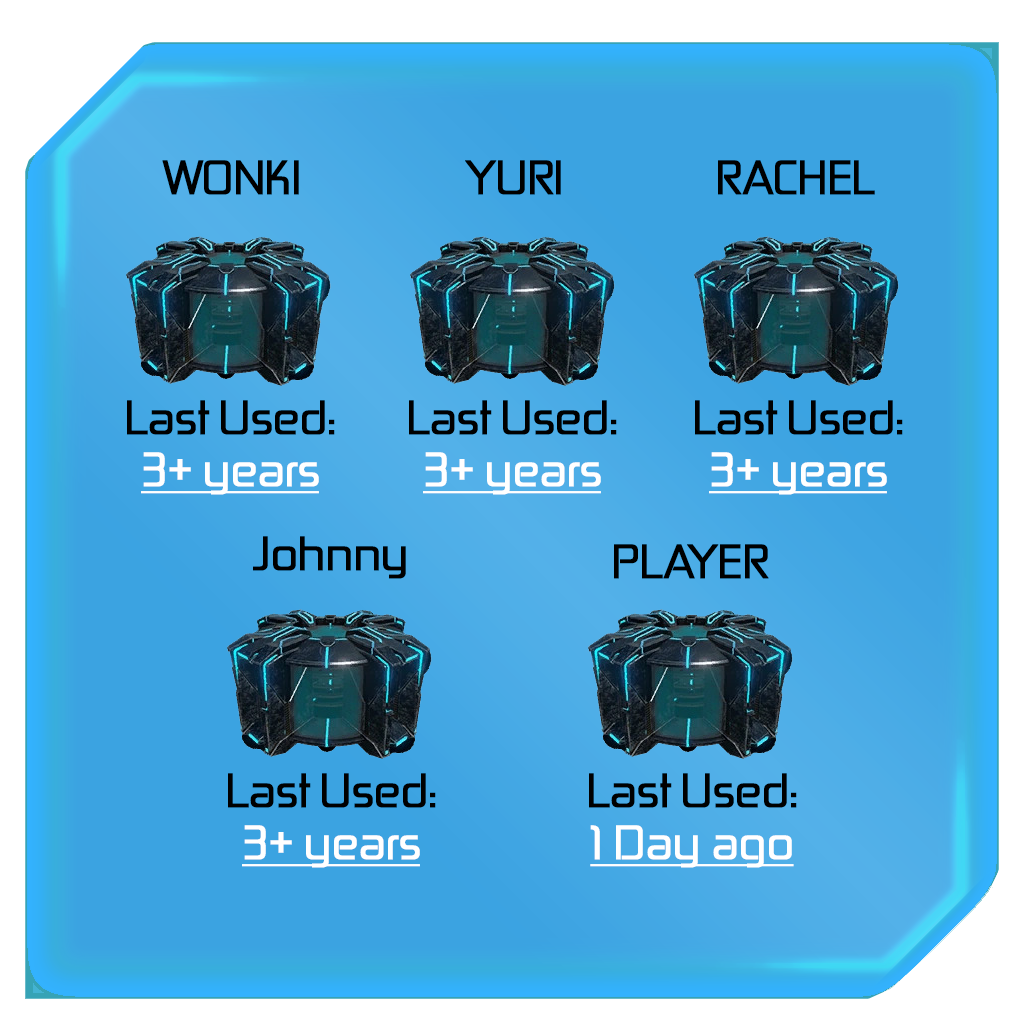 WONKI
YURI
RACHEL
Last Used:
3+ years
Last Used:
3+ years
Last Used:
3+ years
Johnny
PLAYER
Last Used:
3+ years
Last Used:
1 Day ago